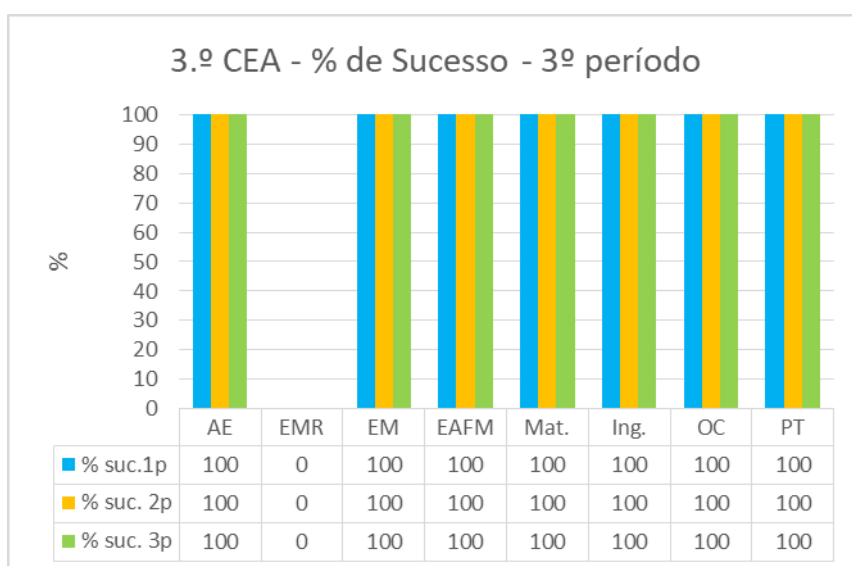 3.º CEA - % de Sucesso - 3º período
%
100
90
80
70
60
50
40
30
20
10
0
AE EMR EM EAFM Mat. Ing. OC PT
% suc.1p 100 0 100 100 100 100 100 100
% suc. 2p 100 0 100 100 100 100 100 100
% suc. 3p 100 0 100 100 100 100 100 100